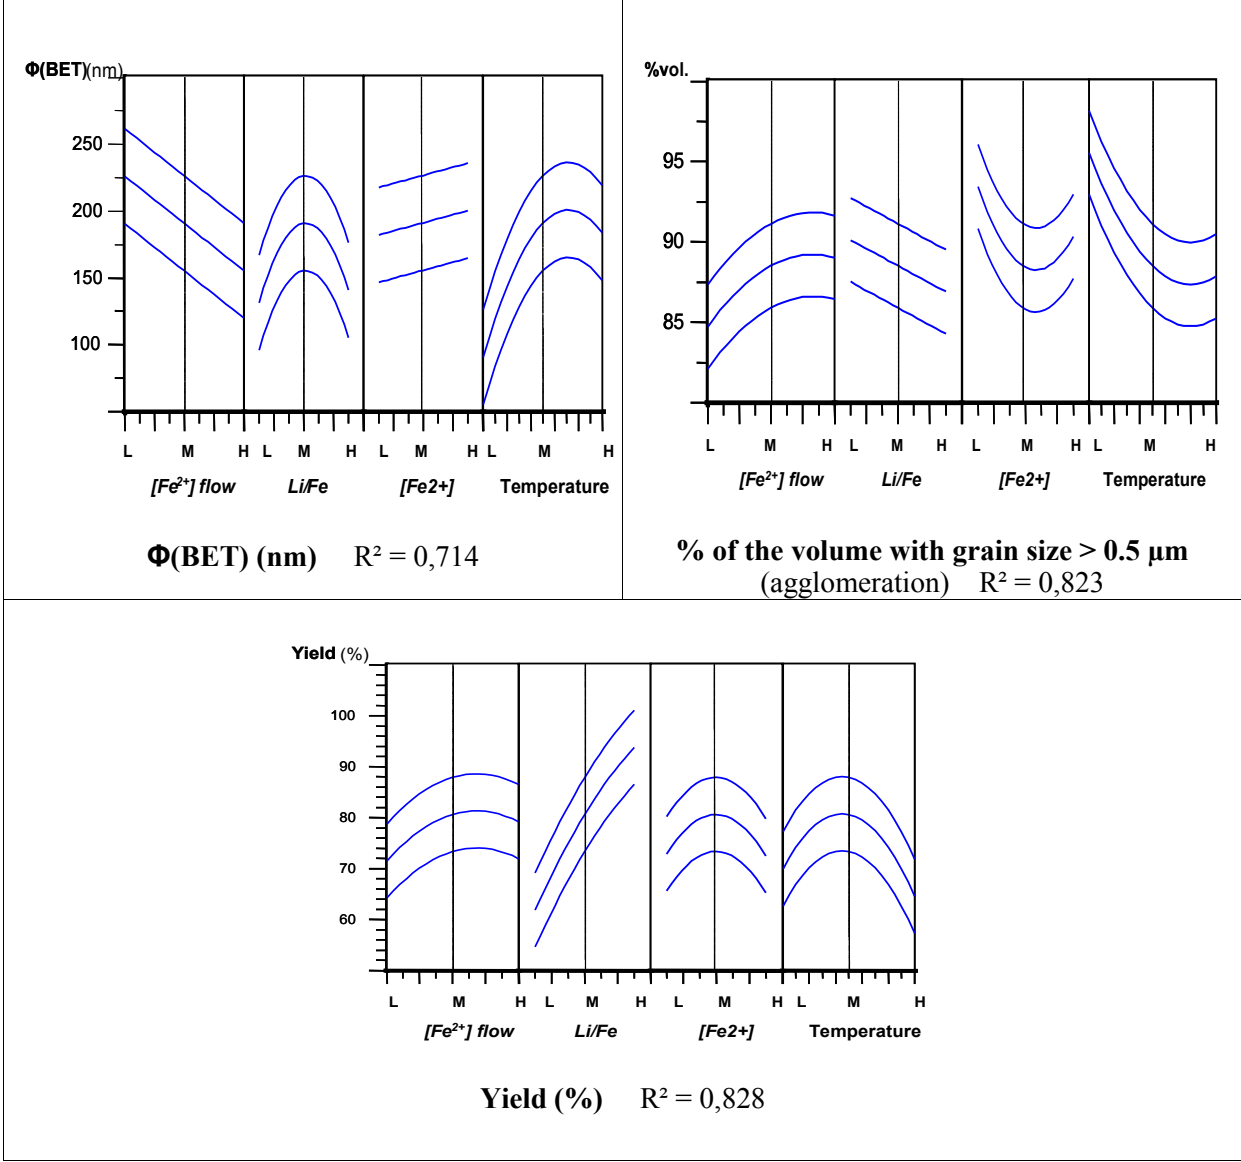 Φ(BET)(nm)
250
200
150
100
L M H L M H L M H L M H
[Fe²⁺] flow Li/Fe [Fe2+] Temperature
Φ(BET) (nm) R² = 0,714
%vol.
95
90
85
L M H L M H L M H L M H
[Fe²⁺] flow Li/Fe [Fe2+] Temperature
% of the volume with grain size > 0.5 µm
(agglomeration) R² = 0,823
Yield (%)
100
90
80
70
60
L M H L M H L M H L M H
[Fe²⁺] flow Li/Fe [Fe2+] Temperature
Yield (%) R² = 0,828